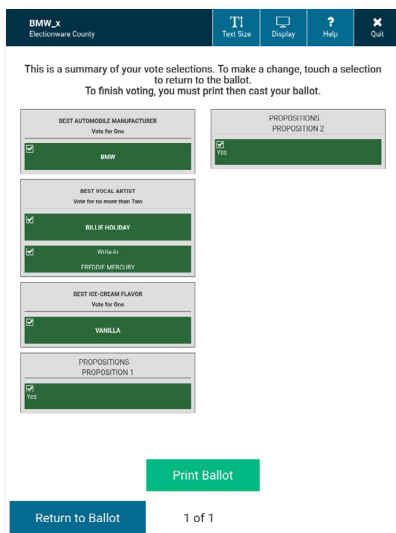 BMW_x
Electionware County
TI
Text Size
Display
?
Help
Quit
This is a summary of your vote selections. To make a change, touch a selection
to return to the ballot.
To finish voting, you must print then cast your ballot.
BEST AUTOMOBILE MANUFACTURER
Vote for One
BMW
BEST VOCAL ARTIST
Vote for no more than Two
BILLIE HOLIDAY
Write-In
FREDDIE MERCURY
BEST ICE-CREAM FLAVOR
Vote for One
VANILLA
PROPOSITIONS
PROPOSITION 1
Yes
PROPOSITIONS
PROPOSITION 2
Yes
Print Ballot
Return to Ballot
1 of 1